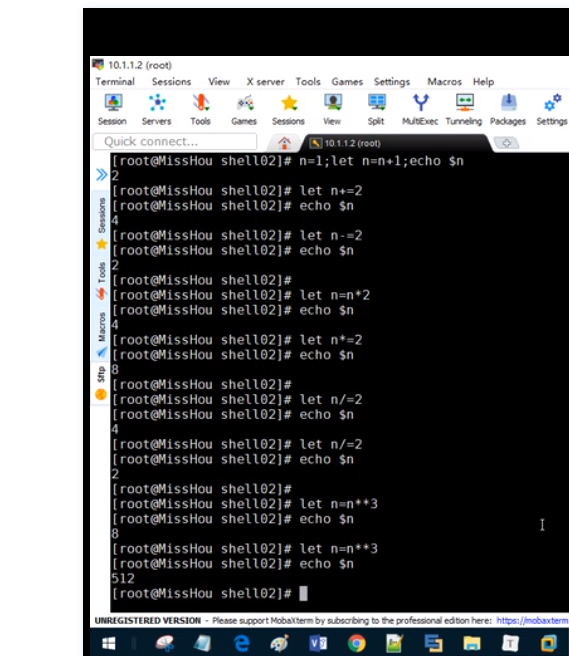 10.1.1.2 (root)
Terminal Sessions View X server Tools Games Settings Macros Help
Session Servers Tools Games Sessions View Split MultiExec Tunneling Packages Settings
Quick connect...
10.1.1.2 (root)
[root@MissHou shell02]# n=1;let n=n+1;echo $n
2
[root@MissHou shell02]# let n+=2
[root@MissHou shell02]# echo $n
4
[root@MissHou shell02]# let n-=2
[root@MissHou shell02]# echo $n
2
[root@MissHou shell02]#
[root@MissHou shell02]# let n=n*2
[root@MissHou shell02]# echo $n
4
[root@MissHou shell02]# let n*=2
[root@MissHou shell02]# echo $n
8
[root@MissHou shell02]#
[root@MissHou shell02]# let n/=2
[root@MissHou shell02]# echo $n
4
[root@MissHou shell02]# let n/=2
[root@MissHou shell02]# echo $n
2
[root@MissHou shell02]#
[root@MissHou shell02]# let n=n**3
[root@MissHou shell02]# echo $n
8
[root@MissHou shell02]# let n=n**3
[root@MissHou shell02]# echo $n
512
[root@MissHou shell02]#
Sessions
Tools
Macros
Sftp
UNREGISTERED VERSION - Please support MobaXterm by subscribing to the professional edition here: https://mobaxterm